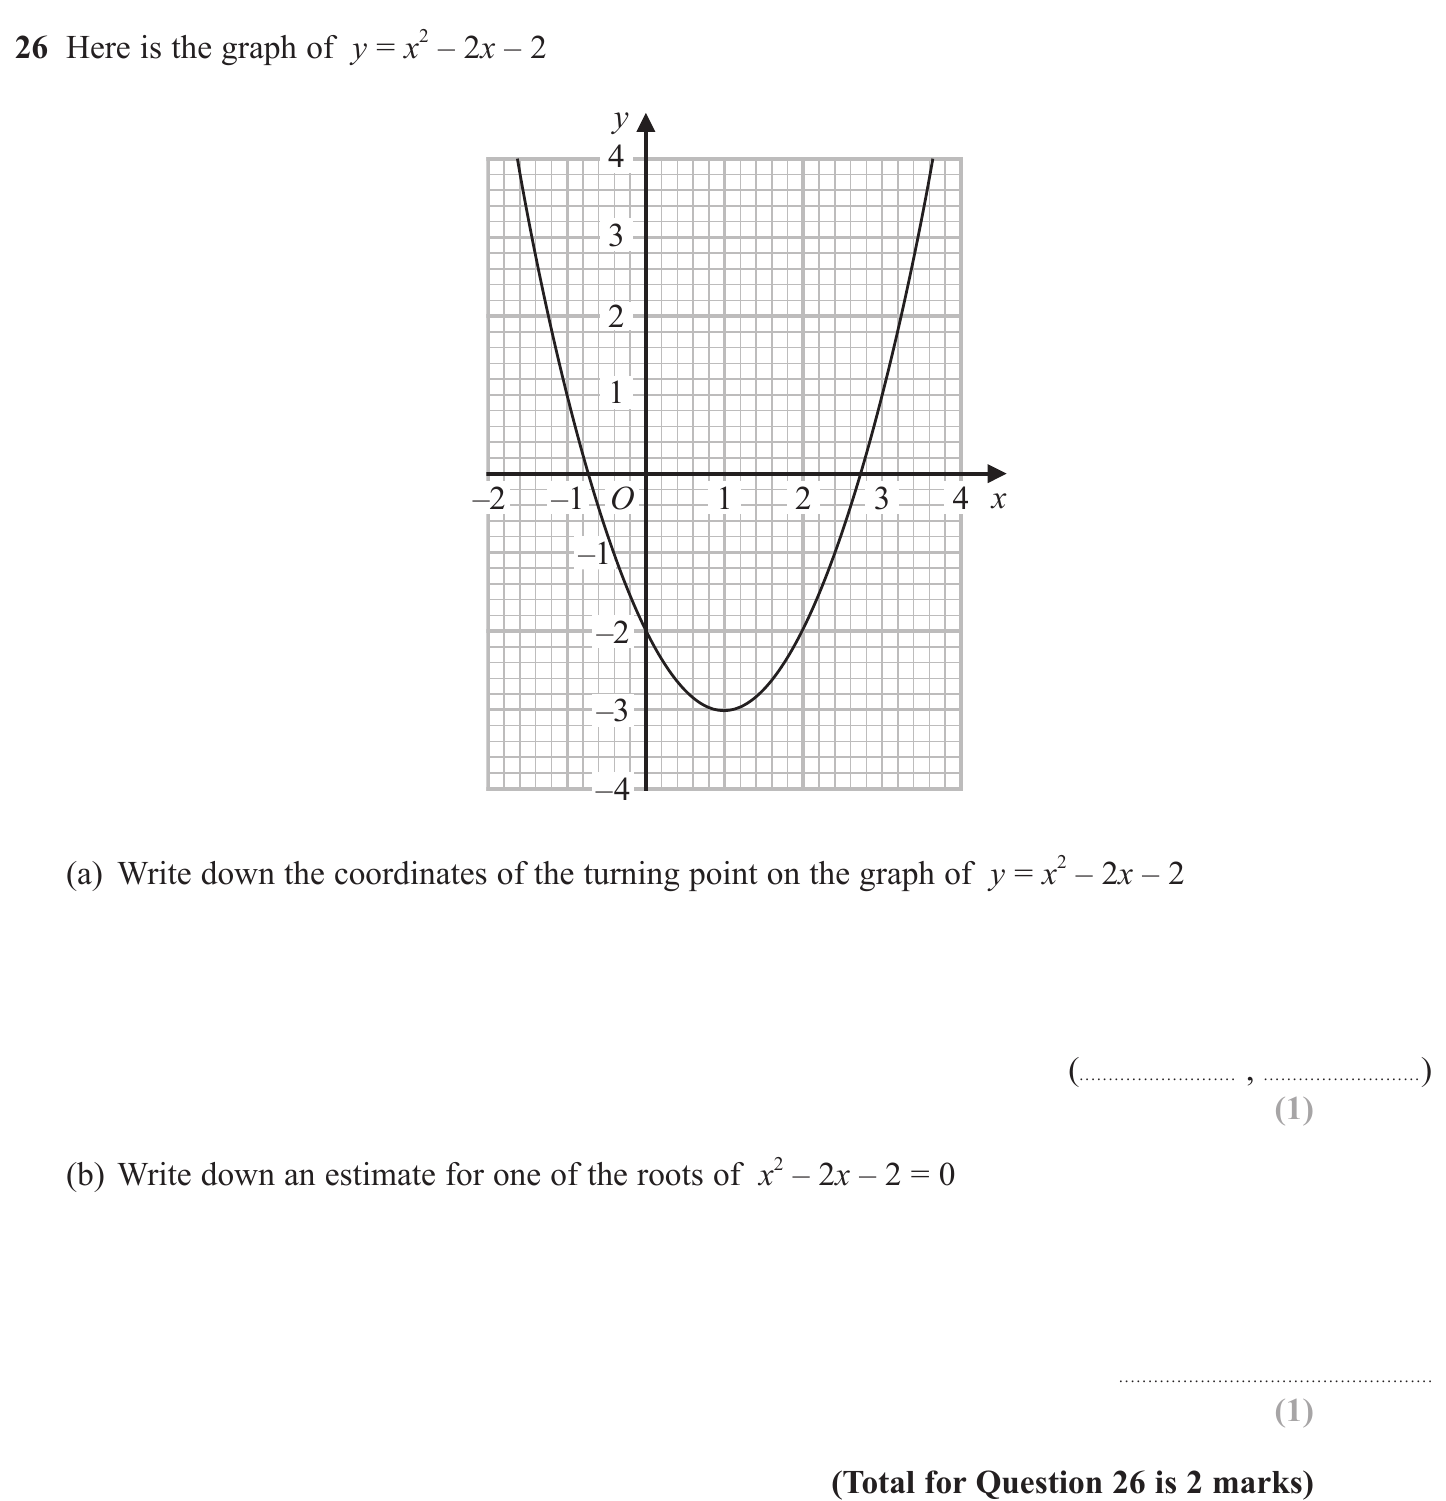 26 Here is the graph of y = x² – 2x – 2
y
4
3
2
1
–2 –1 O 1 2 3 4 x
–1
–2
–3
–4
(a) Write down the coordinates of the turning point on the graph of y = x² – 2x – 2
(.......................... , ..........................)
(1)
(b) Write down an estimate for one of the roots of x² – 2x – 2 = 0
....................................................
(1)
(Total for Question 26 is 2 marks)